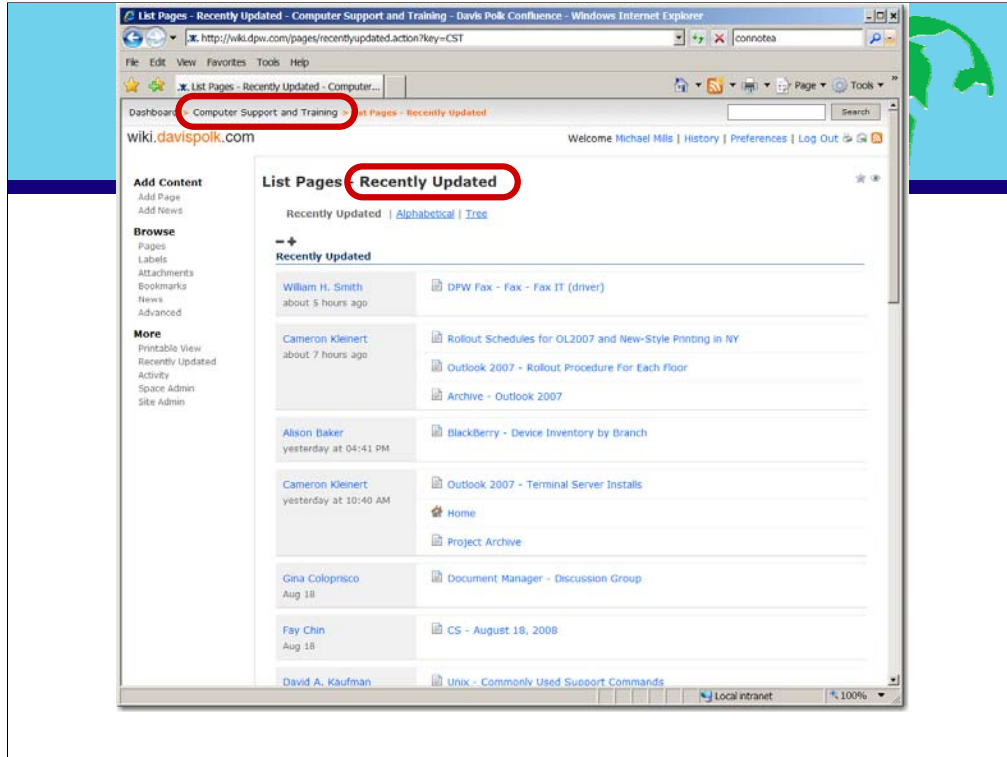 List Pages - Recently Updated - Computer Support and Training - Davis Polk Confluence - Windows Internet Explorer
http://wiki.dpw.com/pages/recentlyupdated.action?key=CST
connotea
File Edit View Favorites Tools Help
List Pages - Recently Updated - Computer...
Page
Tools
Dashboard > Computer Support and Training > List Pages - Recently Updated
Search
wiki.davispolk.com
Welcome Michael Mills | History | Preferences | Log Out
Add Content
Add Page
Add News
Browse
Pages
Labels
Attachments
Bookmarks
News
Advanced
More
Printable View
Recently Updated
Activity
Space Admin
Site Admin
List Pages - Recently Updated
Recently Updated | Alphabetical | Tree
Recently Updated
William H. Smith
about 5 hours ago
DPW Fax - Fax - Fax IT (driver)
Cameron Kleinert
about 7 hours ago
Rollout Schedules for OL2007 and New-Style Printing in NY
Outlook 2007 - Rollout Procedure For Each Floor
Archive - Outlook 2007
Alison Baker
yesterday at 04:41 PM
BlackBerry - Device Inventory by Branch
Cameron Kleinert
yesterday at 10:40 AM
Outlook 2007 - Terminal Server Installs
Home
Project Archive
Gina Coloprisco
Aug 18
Document Manager - Discussion Group
Fay Chin
Aug 18
CS - August 18, 2008
David A. Kaufman
Unix - Commonly Used Support Commands
Local intranet
100%